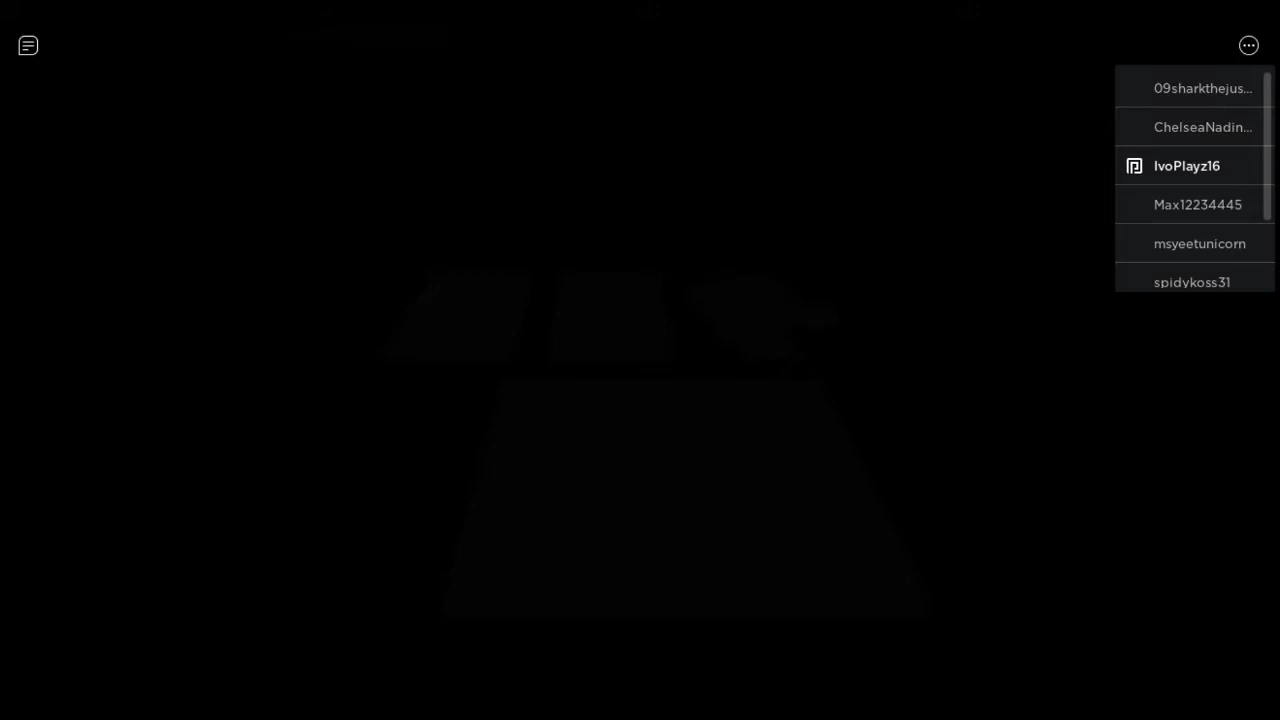 09sharkthejus...
ChelseaNadin...
IvoPlayz16
Max12234445
msyeetunicorn
spidykoss31